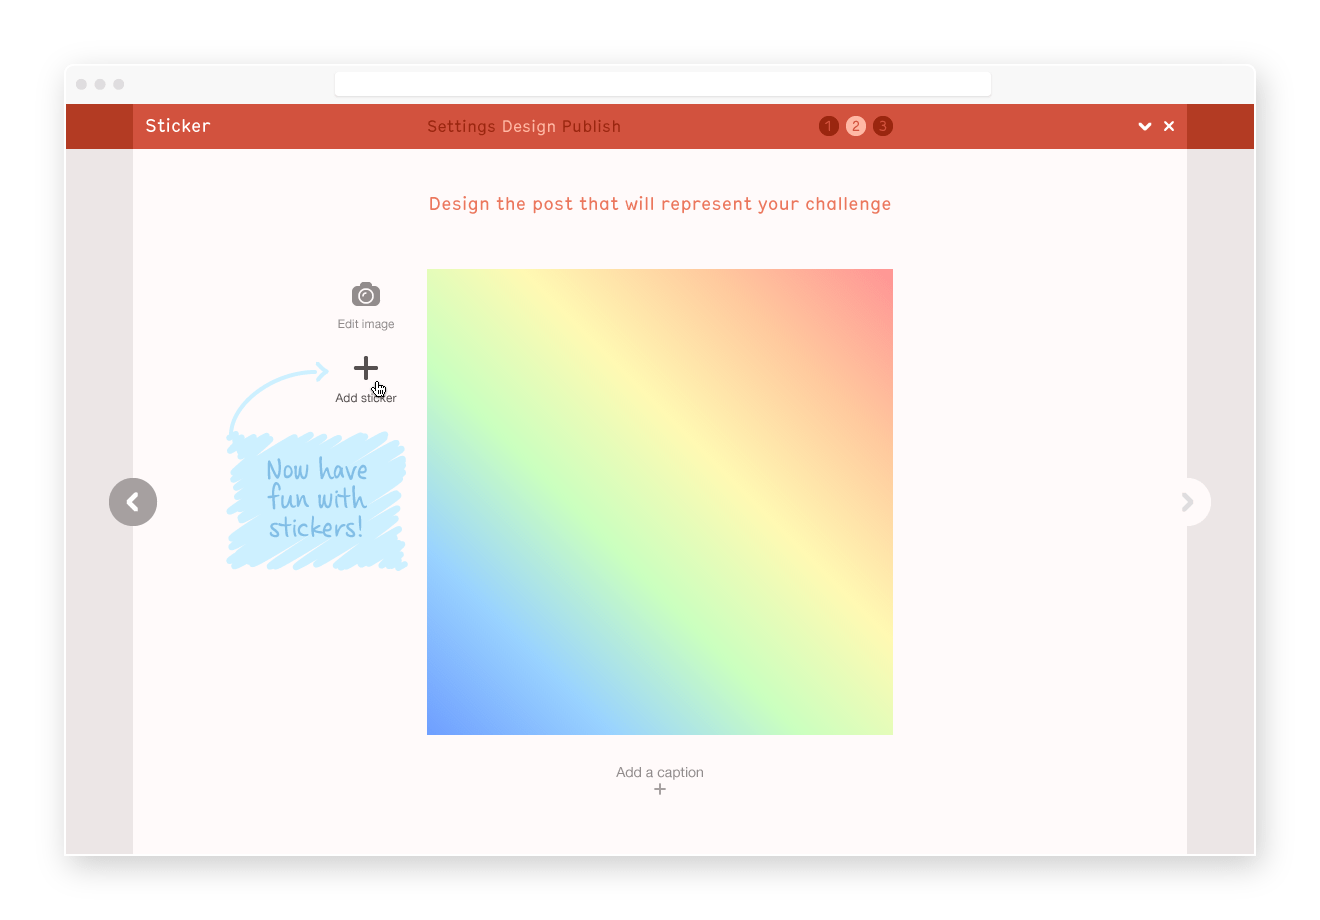 Sticker
Settings Design Publish
1 2 3
Design the post that will represent your challenge
Edit image
Add sticker
Now have
fun with
stickers!
Add a caption